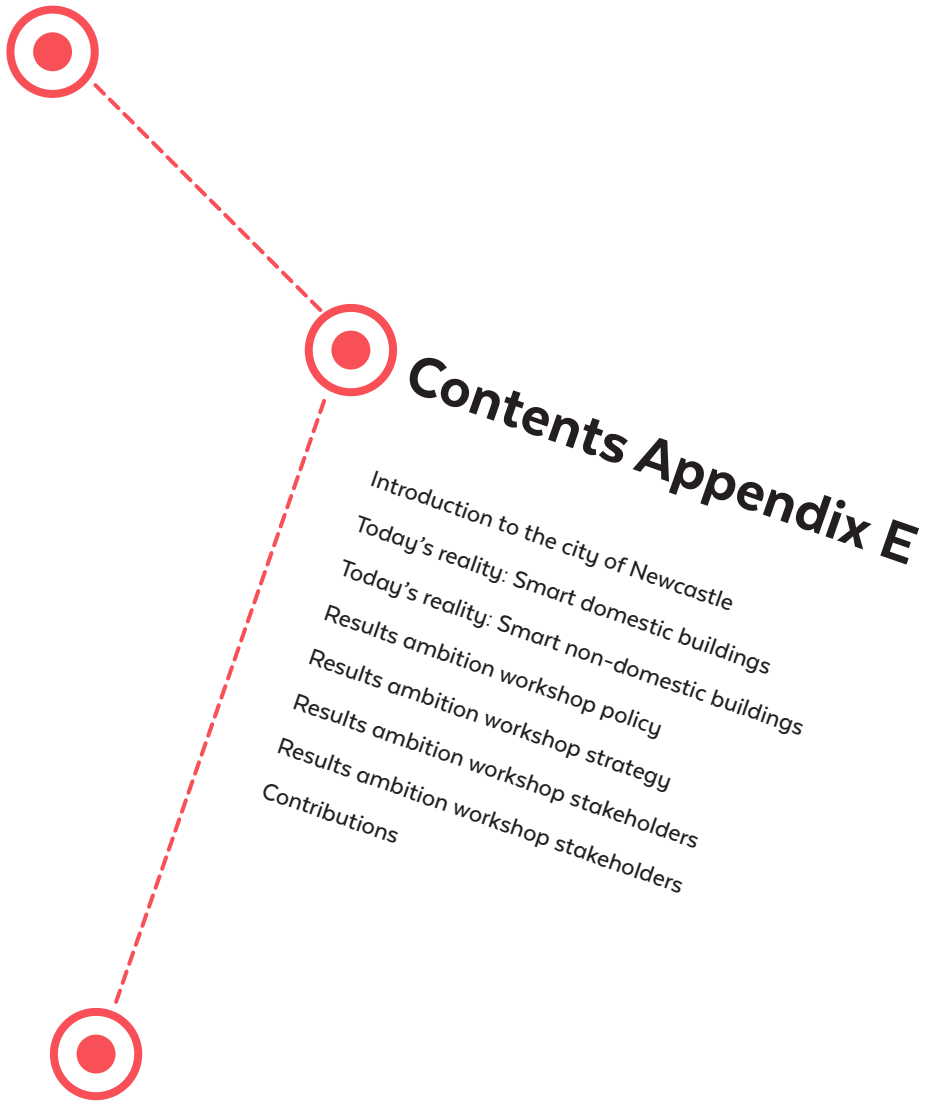 Contents Appendix E
Introduction to the city of Newcastle
Today’s reality: Smart domestic buildings
Today’s reality: Smart non-domestic buildings
Results ambition workshop policy
Results ambition workshop strategy
Results ambition workshop stakeholders
Results ambition workshop stakeholders
Contributions